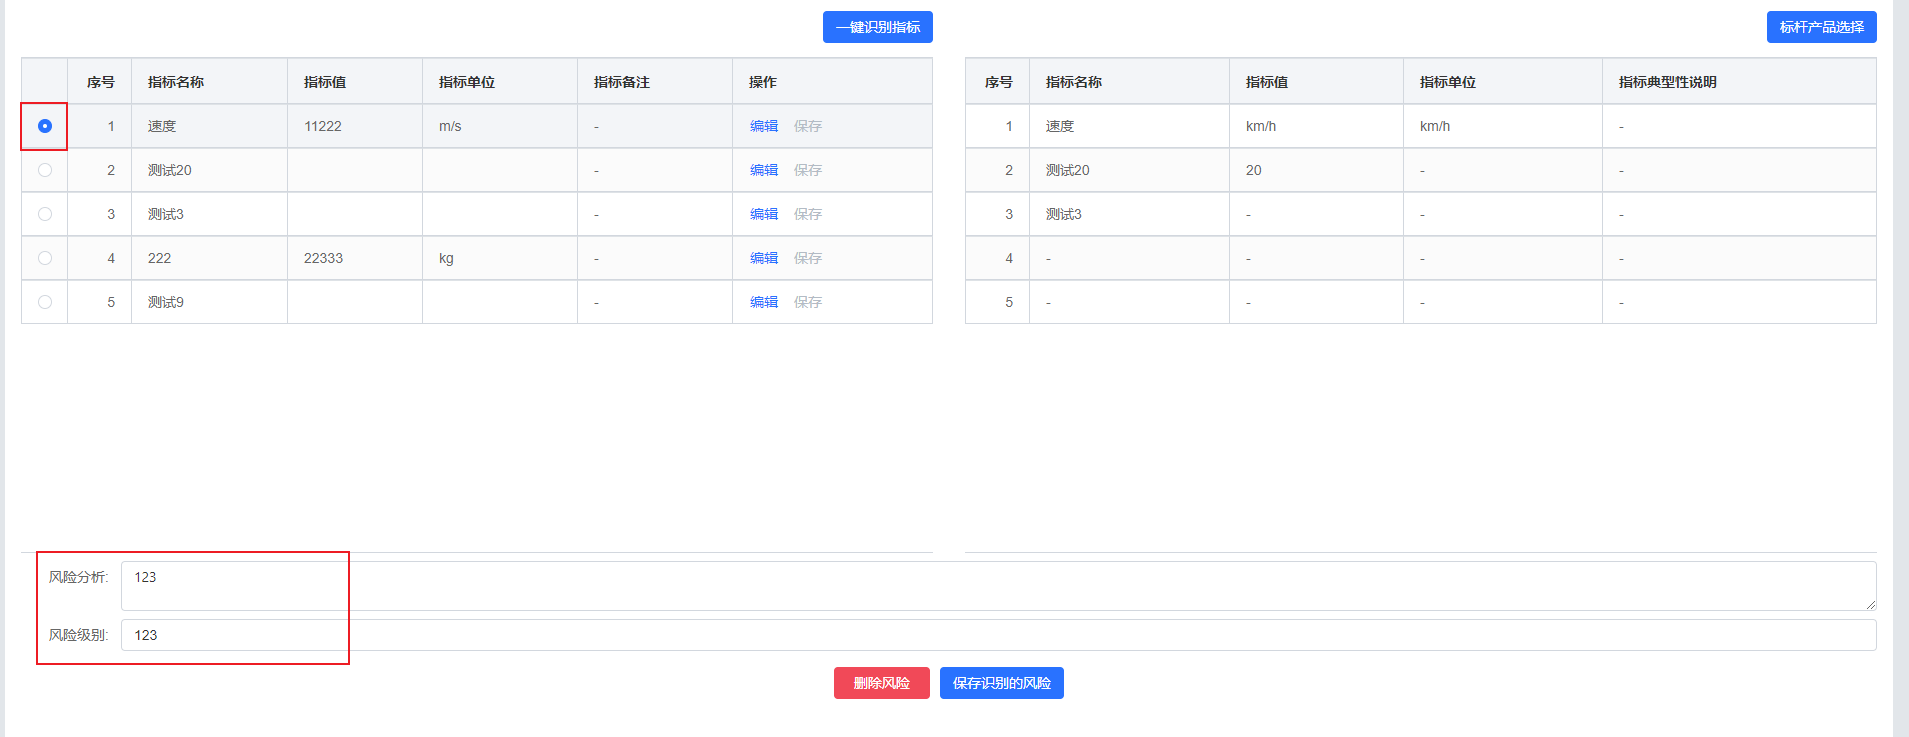 一键识别指标
标杆产品选择
序号 指标名称 指标值 指标单位 指标备注 操作
1 速度 11222 m/s - 编辑 保存
2 测试20 - 编辑 保存
3 测试3 - 编辑 保存
4 222 22333 kg - 编辑 保存
5 测试9 - 编辑 保存
序号 指标名称 指标值 指标单位 指标典型性说明
1 速度 km/h km/h -
2 测试20 20 - -
3 测试3 - - -
4 - - - -
5 - - - -
风险分析: 123
风险级别: 123
删除风险 保存识别的风险